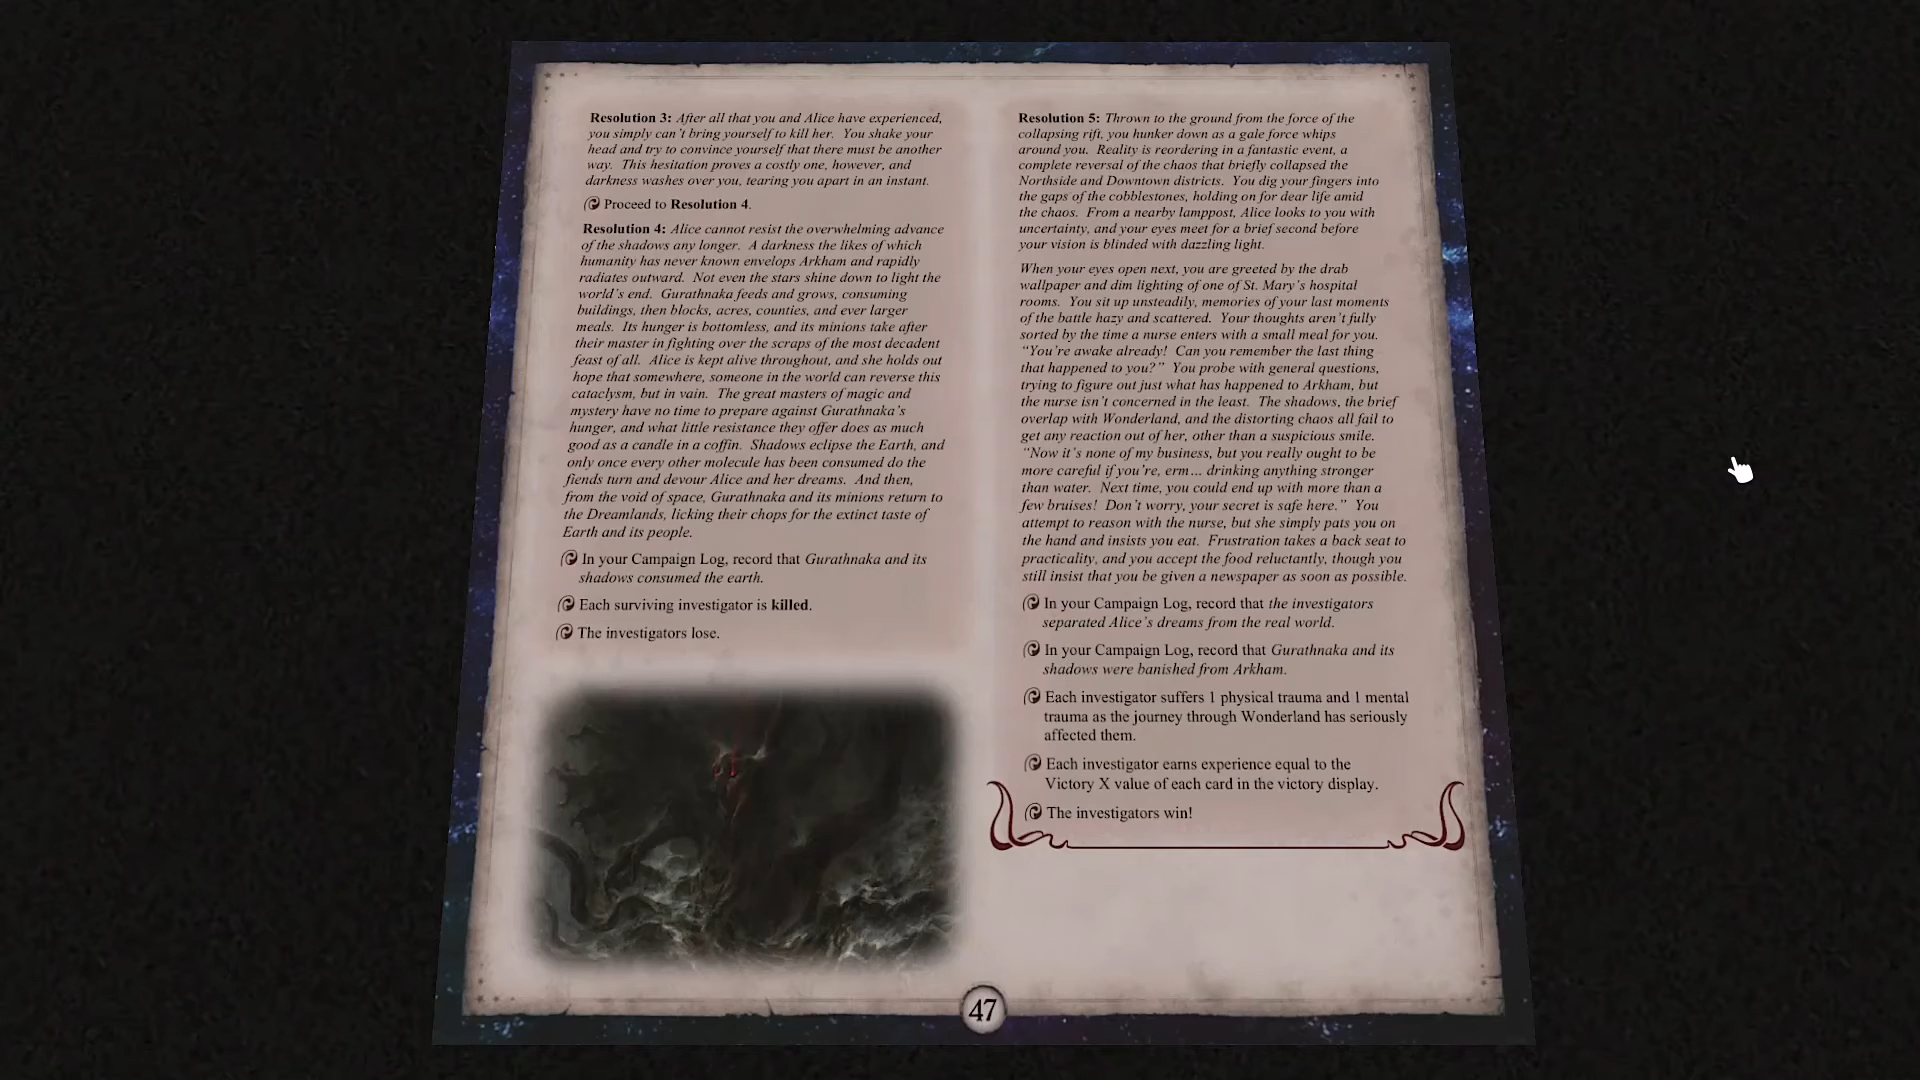 Resolution 3: After all that you and Alice have experienced,
you simply can't bring yourself to kill her. You shake your
head and try to convince yourself that there must be another
way. This hesitation proves a costly one, however, and
darkness washes over you, tearing you apart in an instant.
Proceed to Resolution 4.
Resolution 4: Alice cannot resist the overwhelming advance
of the shadows any longer. A darkness the likes of which
humanity has never known envelops Arkham and rapidly
radiates outward. Not even the stars shine down to light the
world's end. Gurathnaka feeds and grows, consuming
buildings, then blocks, acres, counties, and ever larger
meals. Its hunger is bottomless, and its minions take after
their master in fighting over the scraps of the most decadent
feast of all. Alice is kept alive throughout, and she holds out
hope that somewhere, someone in the world can reverse this
cataclysm, but in vain. The great masters of magic and
mystery have no time to prepare against Gurathnaka's
hunger, and what little resistance they offer does as much
good as a candle in a coffin. Shadows eclipse the Earth, and
only once every other molecule has been consumed do the
fiends turn and devour Alice and her dreams. And then,
from the void of space, Gurathnaka and its minions return to
the Dreamlands, licking their chops for the extinct taste of
Earth and its people.
In your Campaign Log, record that Gurathnaka and its
shadows consumed the earth.
Each surviving investigator is killed.
The investigators lose.
Resolution 5: Thrown to the ground from the force of the
collapsing rift, you hunker down as a gale force whips
around you. Reality is reordering in a fantastic event, a
complete reversal of the chaos that briefly collapsed the
Northside and Downtown districts. You dig your fingers into
the gaps of the cobblestones, holding on for dear life amid
the chaos. From a nearby lamppost, Alice looks to you with
uncertainty, and your eyes meet for a brief second before
your vision is blinded with dazzling light.
When your eyes open next, you are greeted by the drab
wallpaper and dim lighting of one of St. Mary's hospital
rooms. You sit up unsteadily, memories of your last moments
of the battle hazy and scattered. Your thoughts aren't fully
sorted by the time a nurse enters with a small meal for you.
"You're awake already! Can you remember the last thing
that happened to you?" You probe with general questions,
trying to figure out just what has happened to Arkham, but
the nurse isn't concerned in the least. The shadows, the brief
overlap with Wonderland, and the distorting chaos all fail to
get any reaction out of her, other than a suspicious smile.
"Now it's none of my business, but you really ought to be
more careful if you're, erm... drinking anything stronger
than water. Next time, you could end up with more than a
few bruises! Don't worry, your secret is safe here." You
attempt to reason with the nurse, but she simply pats you on
the hand and insists you eat. Frustration takes a back seat to
practicality, and you accept the food reluctantly, though you
still insist that you be given a newspaper as soon as possible.
In your Campaign Log, record that the investigators
separated Alice's dreams from the real world.
In your Campaign Log, record that Gurathnaka and its
shadows were banished from Arkham.
Each investigator suffers 1 physical trauma and 1 mental
trauma as the journey through Wonderland has seriously
affected them.
Each investigator earns experience equal to the
Victory X value of each card in the victory display.
The investigators win!
47